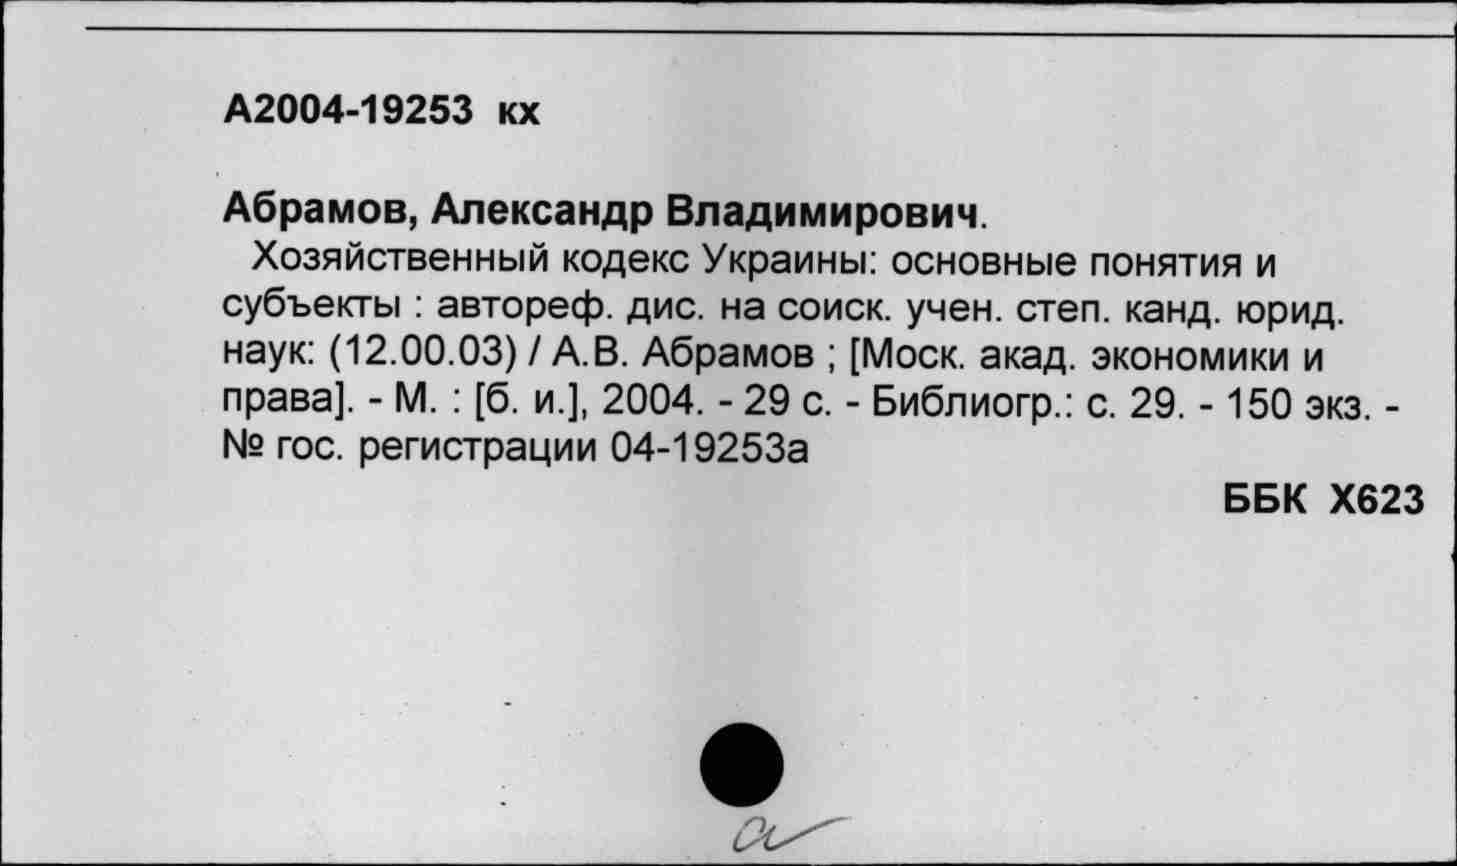 А2004-19253 кх
Абрамов, Александр Владимирович.
Хозяйственный кодекс Украины: основные понятия и
субъекты : автореф. дис. на соиск. учен. степ. канд. юрид.
наук: (12.00.03) / А.В. Абрамов ; [Моск. акад. экономики и
права]. - М. : [б. и.], 2004. - 29 с. - Библиогр.: с. 29. - 150 экз. -
№ гос. регистрации 04-19253а
ББК Х623